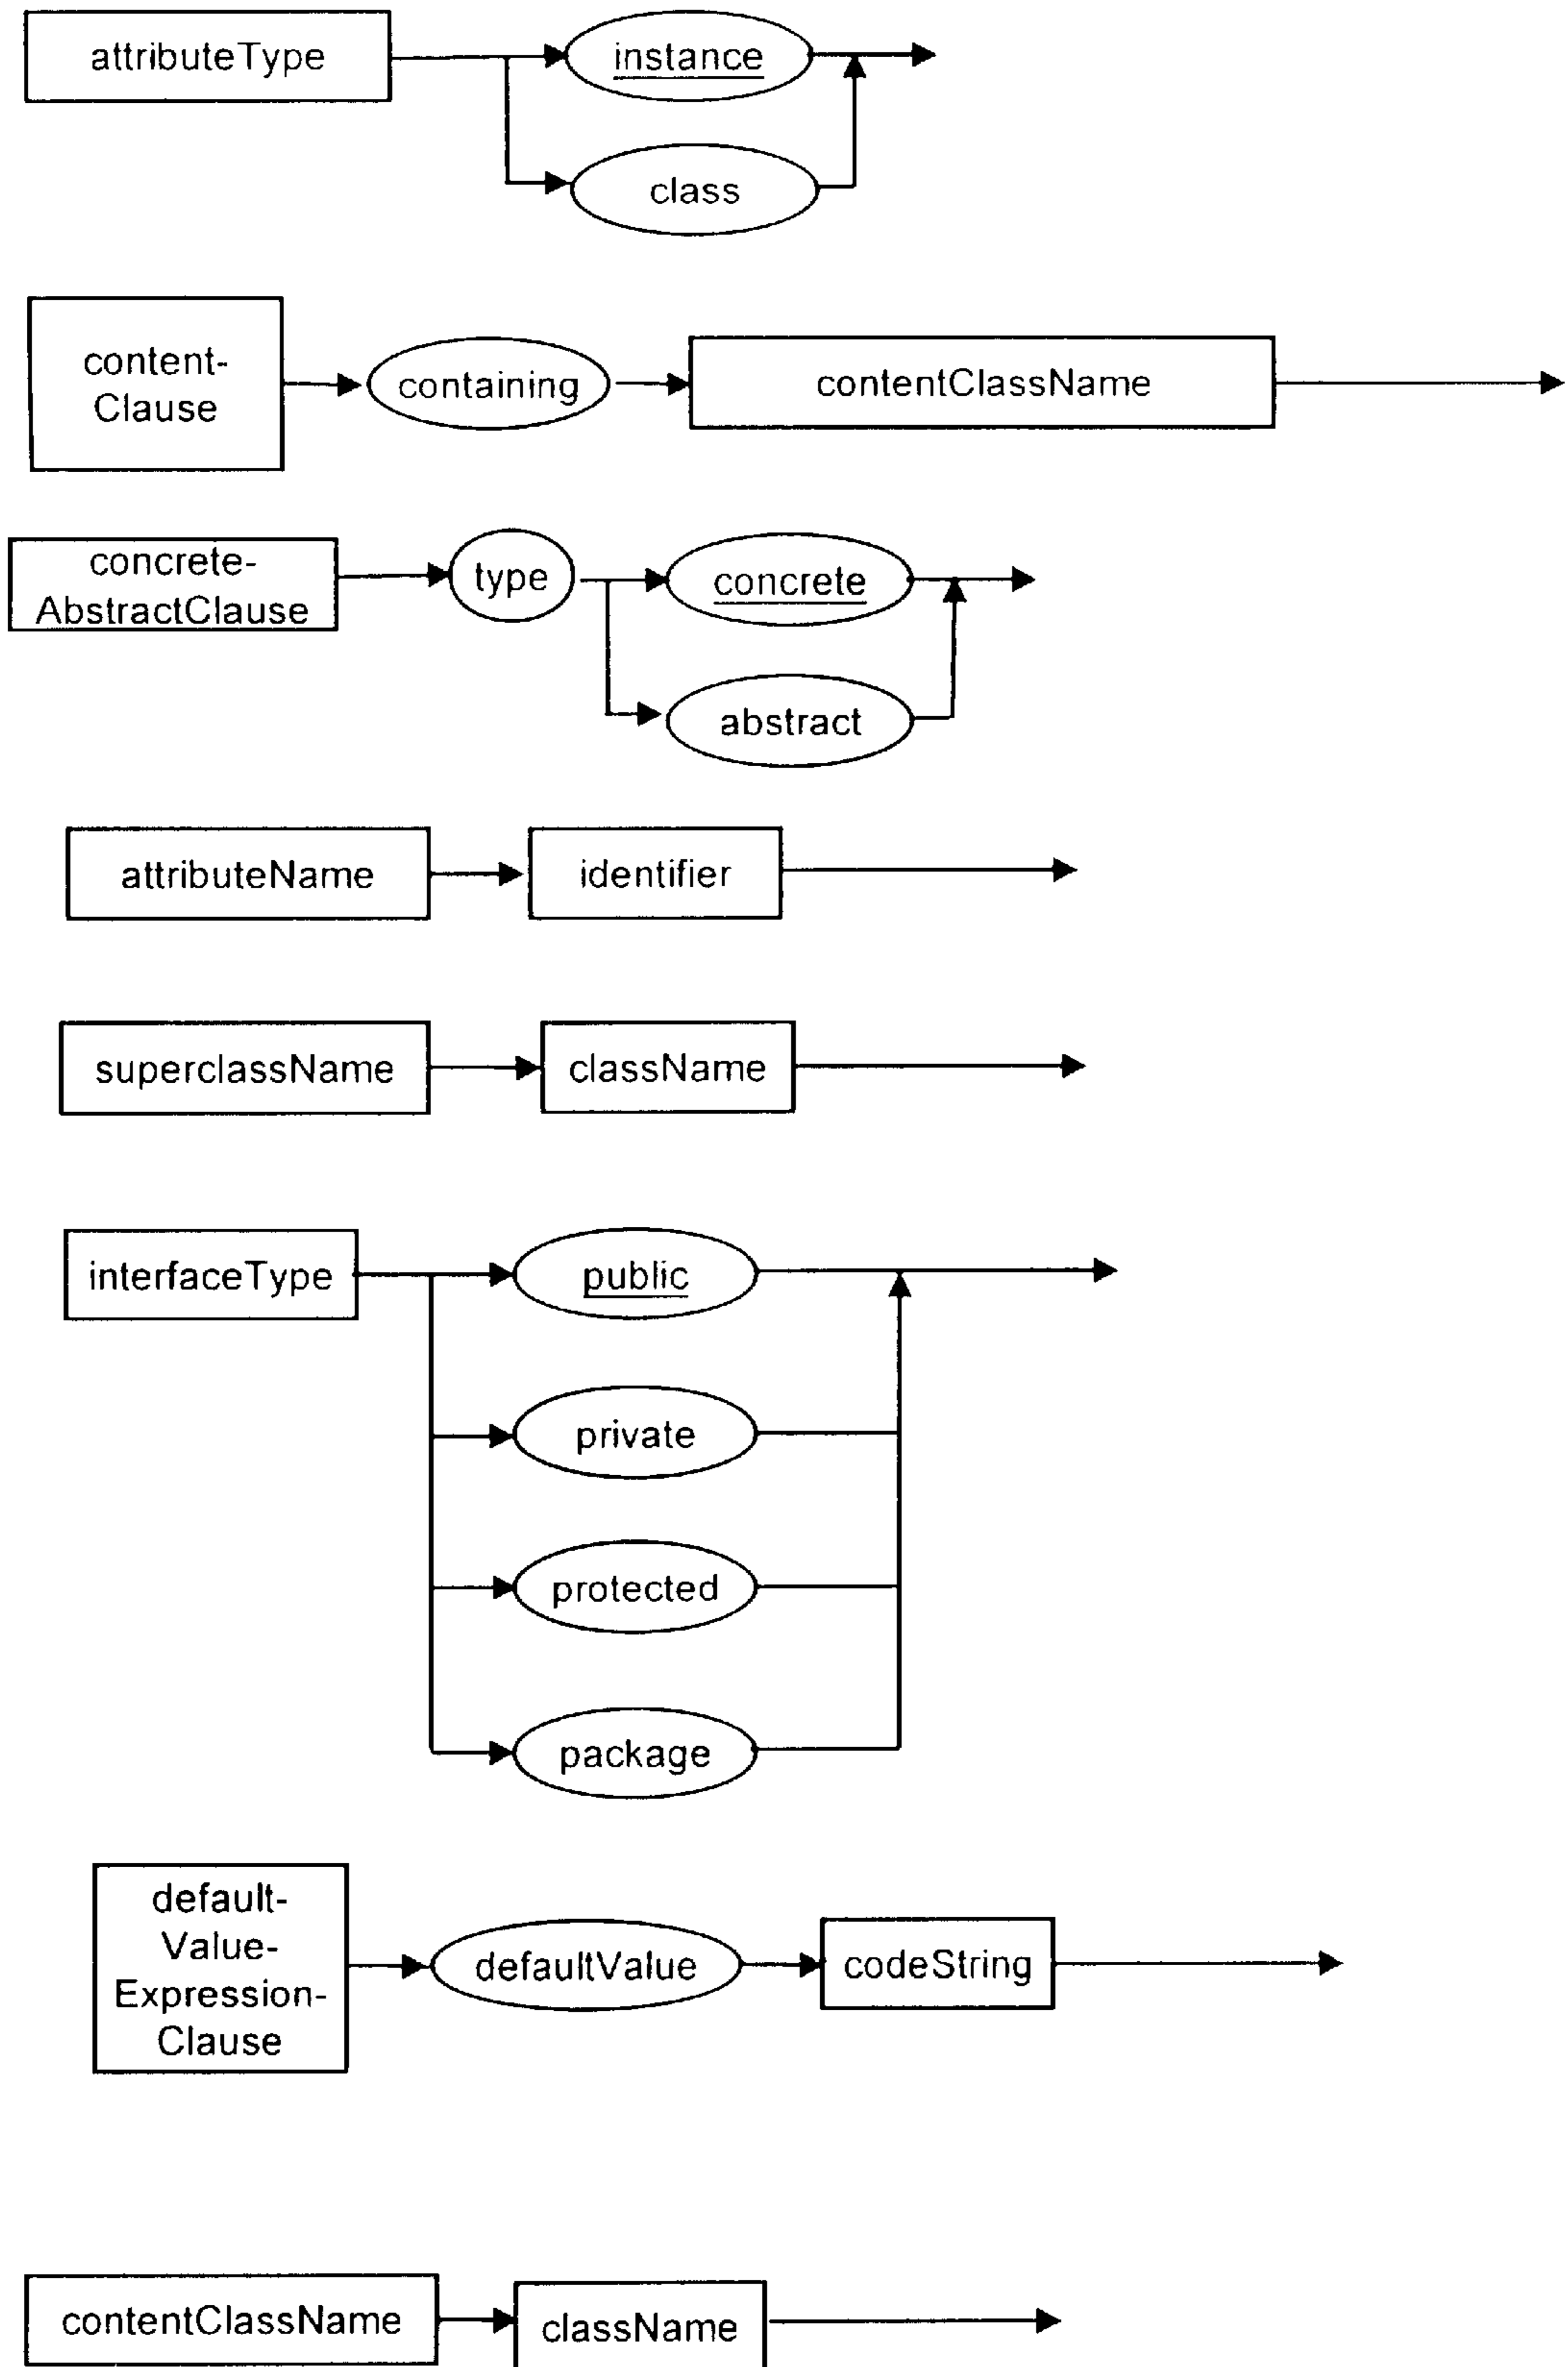 attributeType
instance
class
content-
Clause
containing
contentClassName
concrete-
AbstractClause
type
concrete
abstract
attributeName
identifier
superclassName
className
interfaceType
public
private
protected
package
default-
Value-
Expression-
Clause
defaultValue
codeString
contentClassName
className